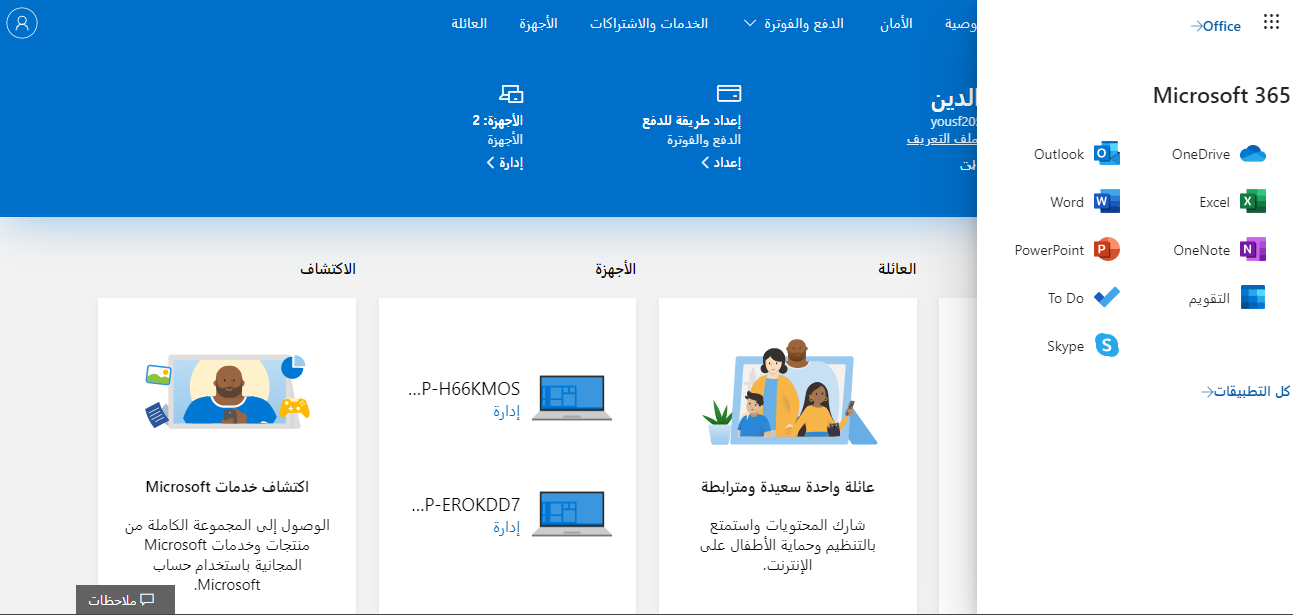 Office
Microsoft 365
OneDrive
Outlook
Excel
Word
OneNote
PowerPoint
التقويم
To Do
Skype
كل التطبيقات
الأمان
الدفع والفوترة
الخدمات والاشتراكات
الأجهزة
العائلة
الدين
ملف التعريف
إعداد طريقة للدفع
الدفع والفوترة
إعداد
الأجهزة: 2
الأجهزة
إدارة
العائلة
عائلة واحدة سعيدة ومترابطة
شارك المحتويات واستمتع
بالتنظيم وحماية الأطفال على
الإنترنت.
الأجهزة
...P-H66KMOS
إدارة
...P-EROKDD7
إدارة
الاكتشاف
اكتشاف خدمات Microsoft
الوصول إلى المجموعة الكاملة من
منتجات وخدمات Microsoft
المجانية باستخدام حساب
Microsoft.
ملاحظات